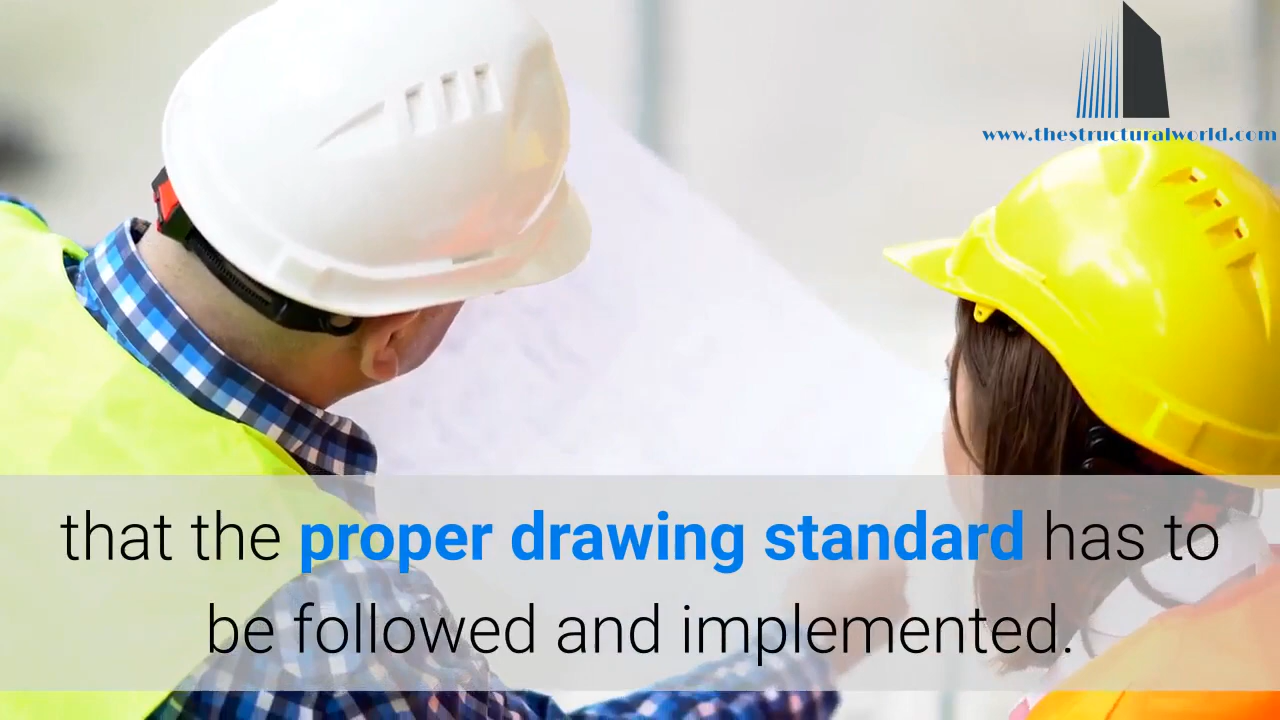 www.thestructuralworld.com
that the proper drawing standard has to
be followed and implemented.